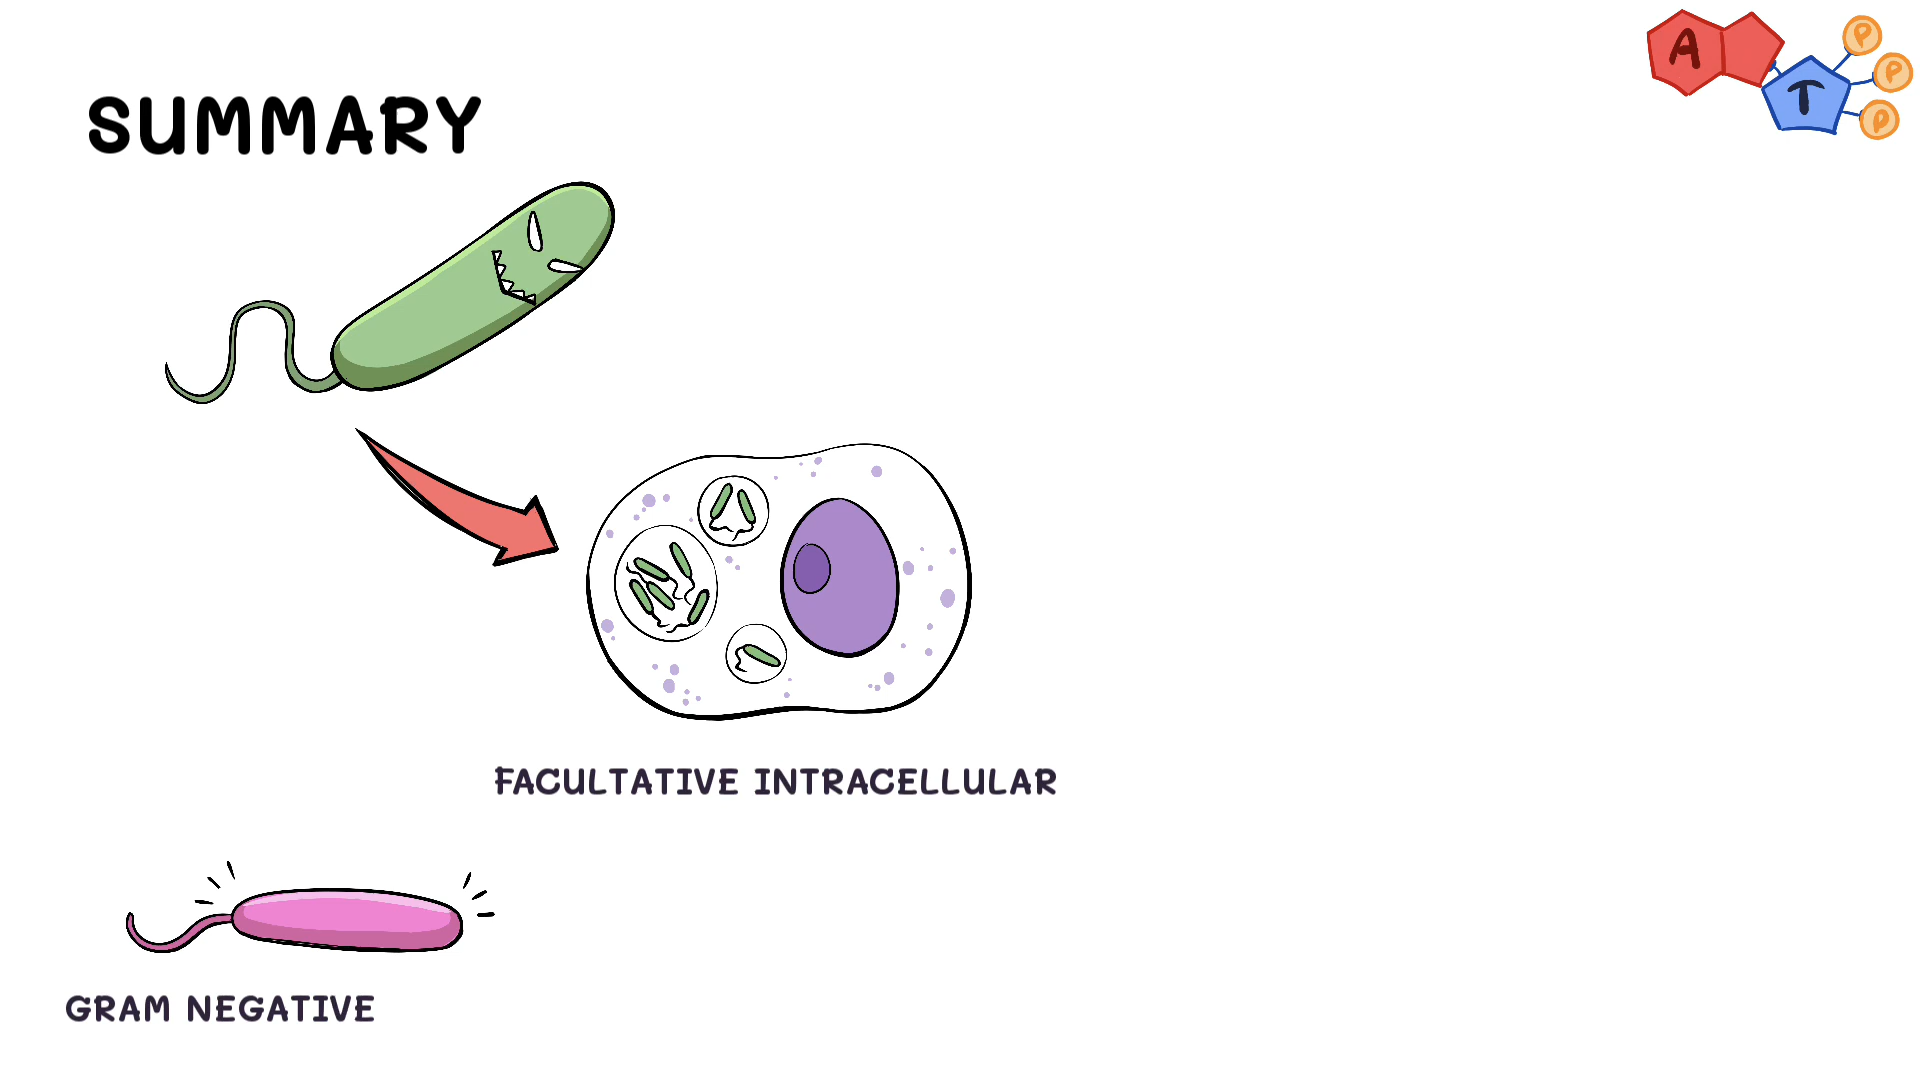 SUMMARY
A T P P P
FACULTATIVE INTRACELLULAR
GRAM NEGATIVE